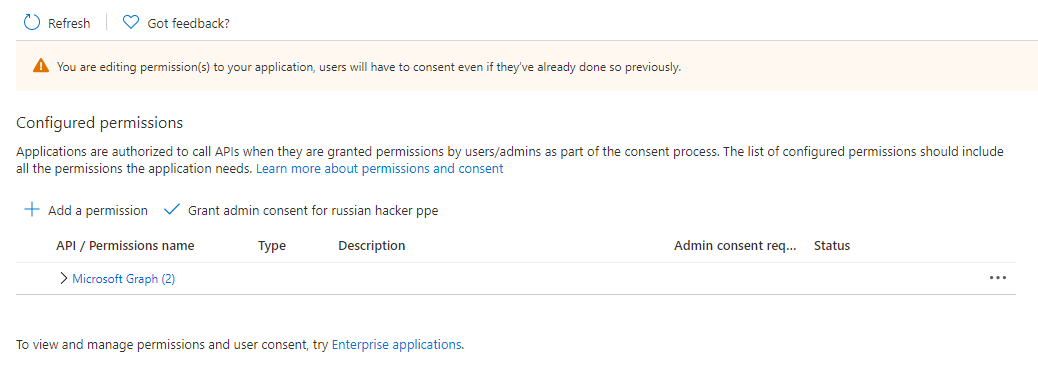 Refresh
Got feedback?
You are editing permission(s) to your application, users will have to consent even if they've already done so previously.
Configured permissions
Applications are authorized to call APIs when they are granted permissions by users/admins as part of the consent process. The list of configured permissions should include
all the permissions the application needs. Learn more about permissions and consent
Add a permission
Grant admin consent for russian hacker ppe
API / Permissions name Type Description Admin consent req... Status
Microsoft Graph (2)
To view and manage permissions and user consent, try Enterprise applications.